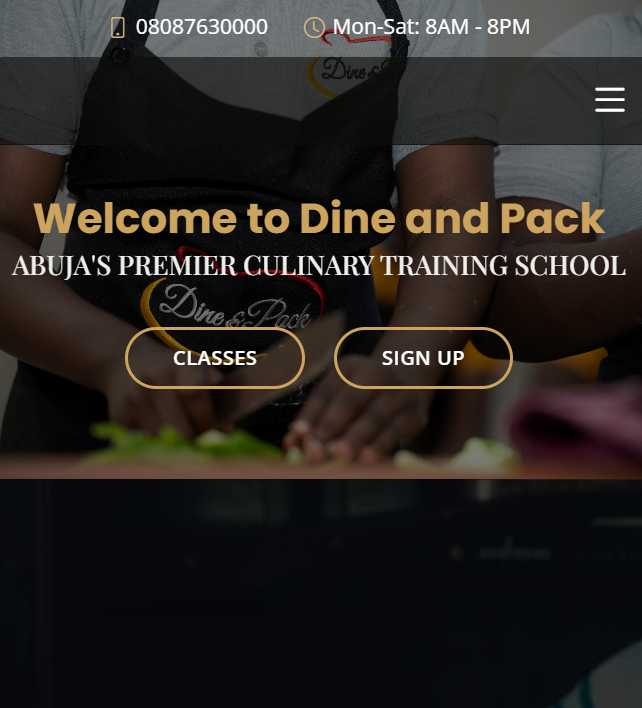 08087630000 Mon-Sat: 8AM - 8PM
Dine &
Welcome to Dine and Pack
ABUJA'S PREMIER CULINARY TRAINING SCHOOL
Dine & Pack
CLASSES SIGN UP